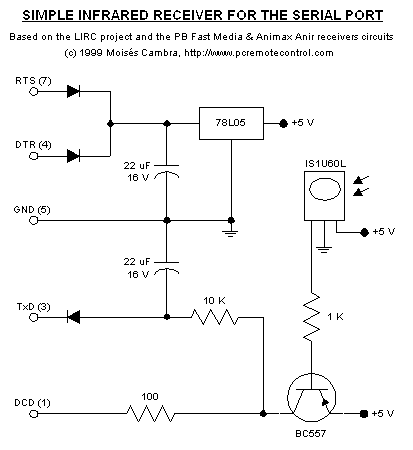 SIMPLE INFRARED RECEIVER FOR THE SERIAL PORT
Based on the LIRC project and the PB Fast Media & Animax Anir receivers circuits
(c) 1999 Moisés Cambra, http://www.pcremotecontrol.com
RTS (7)
78L05
+5 V
DTR (4)
22 uF
16 V
IS1U60L
GND (5)
+5 V
22 uF
16 V
TxD (3)
10 K
1 K
DCD (1)
100
+5 V
BC557